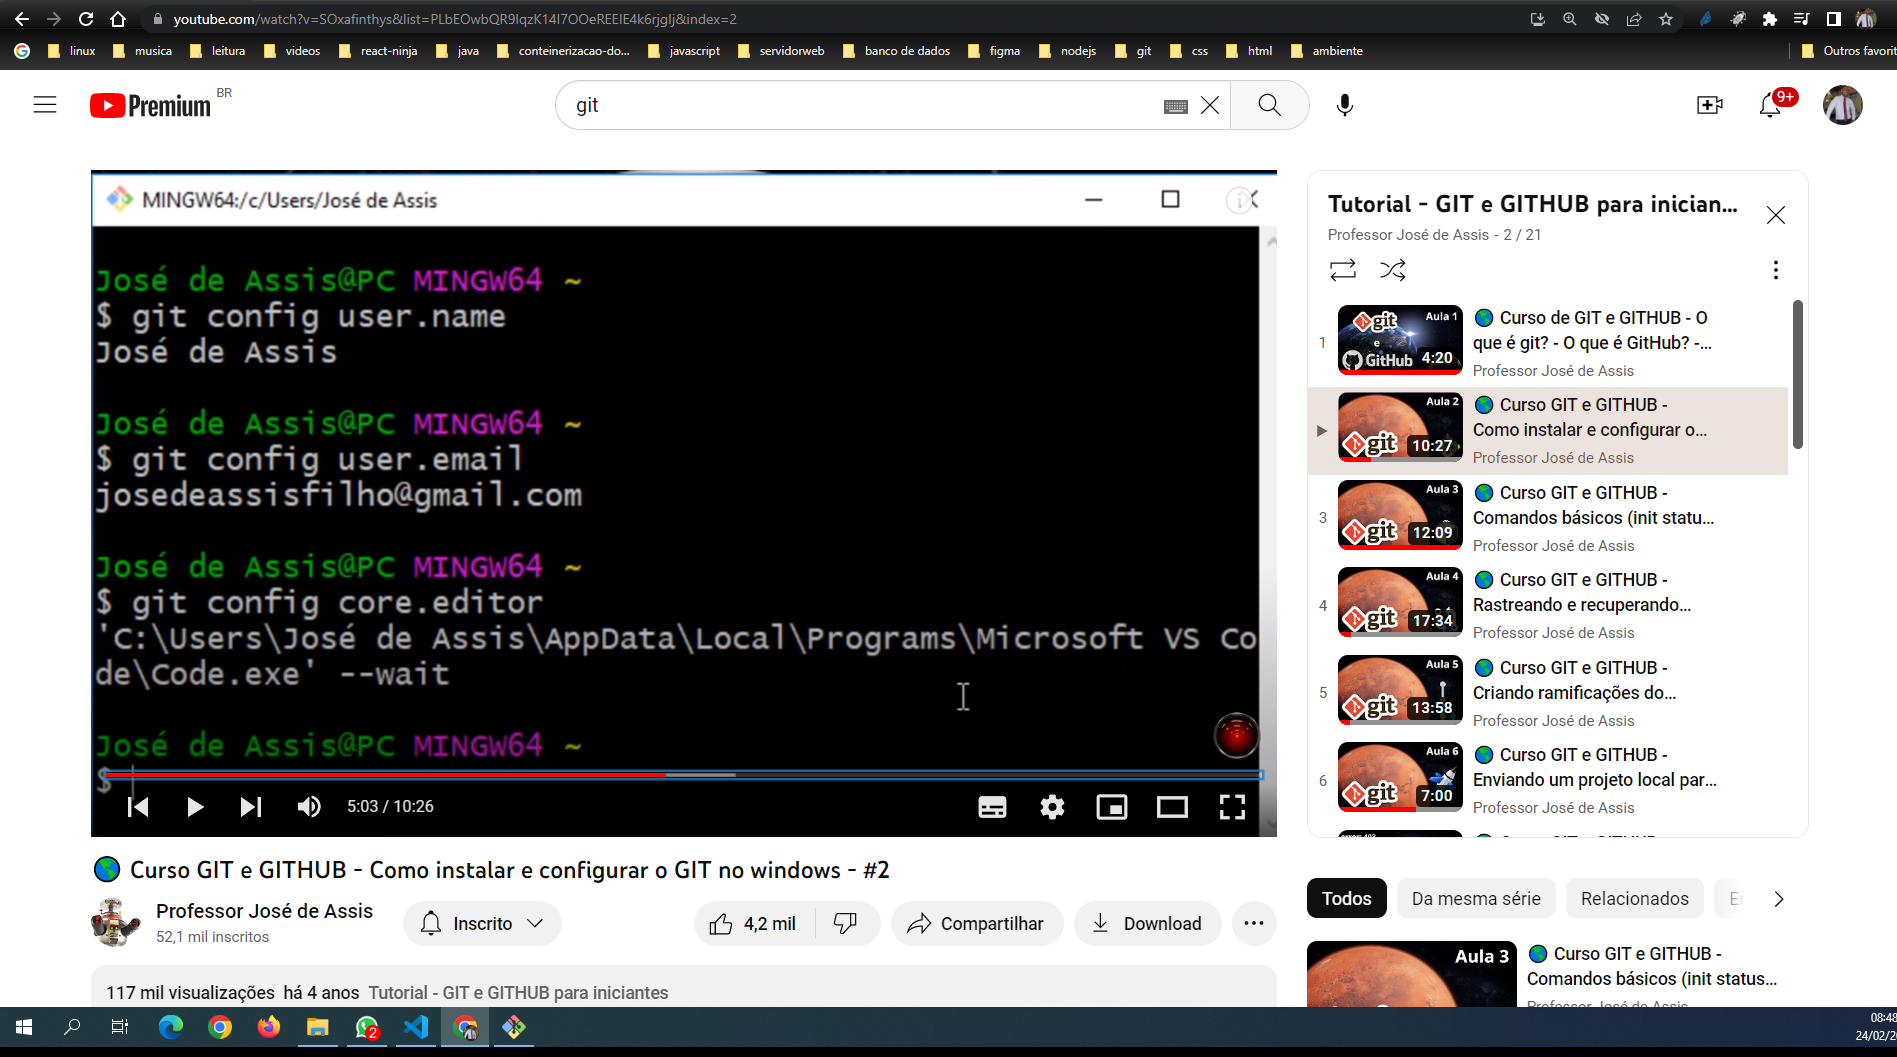 youtube.com/watch?v=SOxafinthys&list=PLbEOwbQR9lqzK14I7OOeREEIE4k6rjgIj&index=2
linux musica leitura videos react-ninja java conteinerizacao-do... javascript servidorweb banco de dados figma nodejs git css html ambiente Outros favorit
Premium BR
git
9+
MINGW64:/c/Users/José de Assis
José de Assis@PC MINGW64 ~
$ git config user.name
José de Assis
José de Assis@PC MINGW64 ~
$ git config user.email
josedeassisfilho@gmail.com
José de Assis@PC MINGW64 ~
$ git config core.editor
'C:\Users\José de Assis\AppData\Local\Programs\Microsoft VS Co
de\Code.exe' --wait
José de Assis@PC MINGW64 ~
$
5:03 / 10:26
Curso GIT e GITHUB - Como instalar e configurar o GIT no windows - #2
Professor José de Assis
52,1 mil inscritos
Inscrito
4,2 mil
Compartilhar
Download
117 mil visualizações há 4 anos Tutorial - GIT e GITHUB para iniciantes
Tutorial - GIT e GITHUB para inician...
Professor José de Assis - 2 / 21
1
git
Aula 1
e
GitHub
4:20
Curso de GIT e GITHUB - O
que é git? - O que é GitHub? -...
Professor José de Assis
Aula 2
git
10:27
Curso GIT e GITHUB -
Como instalar e configurar o...
Professor José de Assis
3
Aula 3
git
12:09
Curso GIT e GITHUB -
Comandos básicos (init statu...
Professor José de Assis
4
Aula 4
git
17:34
Curso GIT e GITHUB -
Rastreando e recuperando...
Professor José de Assis
5
Aula 5
git
13:58
Curso GIT e GITHUB -
Criando ramificações do...
Professor José de Assis
6
Aula 6
git
7:00
Curso GIT e GITHUB -
Enviando um projeto local par...
Professor José de Assis
Todos
Da mesma série
Relacionados
Aula 3
Curso GIT e GITHUB -
Comandos básicos (init status...
Professor José de Assis
2
08:48
24/02/2